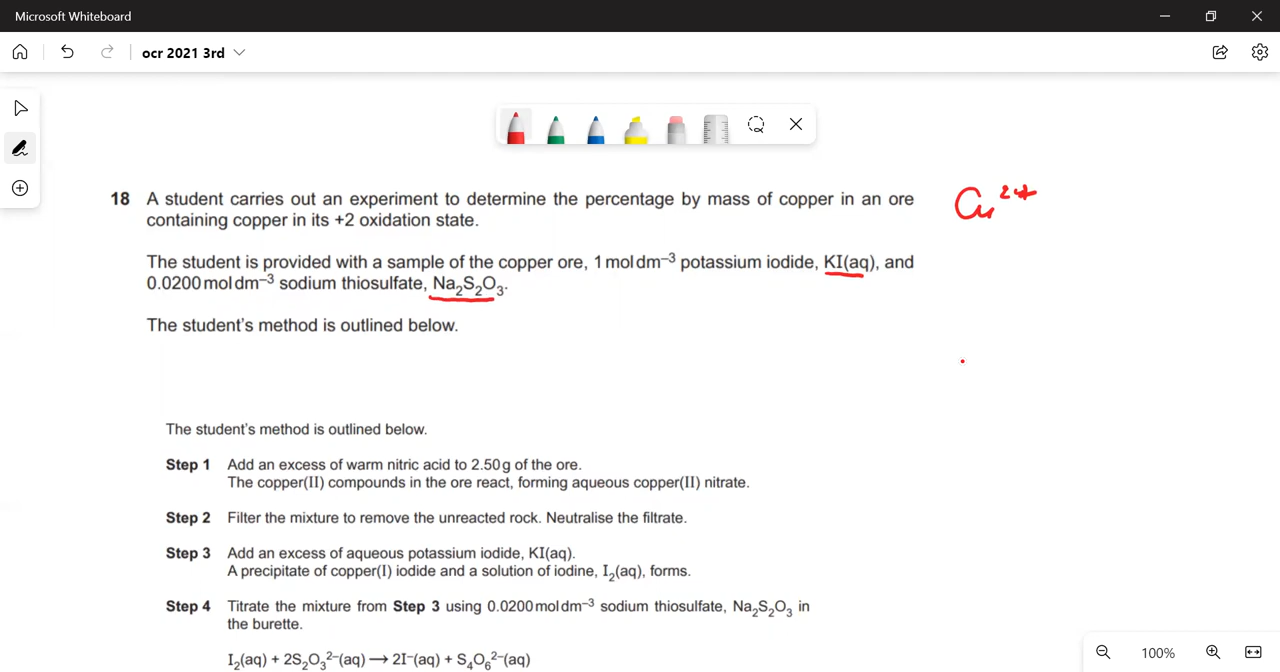 Microsoft Whiteboard
ocr 2021 3rd
18 A student carries out an experiment to determine the percentage by mass of copper in an ore
containing copper in its +2 oxidation state.
Cu²⁺
The student is provided with a sample of the copper ore, 1 mol dm⁻³ potassium iodide, KI(aq), and
0.0200 mol dm⁻³ sodium thiosulfate, Na₂S₂O₃.
The student's method is outlined below.
The student's method is outlined below.
Step 1 Add an excess of warm nitric acid to 2.50 g of the ore.
The copper(II) compounds in the ore react, forming aqueous copper(II) nitrate.
Step 2 Filter the mixture to remove the unreacted rock. Neutralise the filtrate.
Step 3 Add an excess of aqueous potassium iodide, KI(aq).
A precipitate of copper(I) iodide and a solution of iodine, I₂(aq), forms.
Step 4 Titrate the mixture from Step 3 using 0.0200 mol dm⁻³ sodium thiosulfate, Na₂S₂O₃ in
the burette.
I₂(aq) + 2S₂O₃²⁻(aq) → 2I⁻(aq) + S₄O₆²⁻(aq)
100%